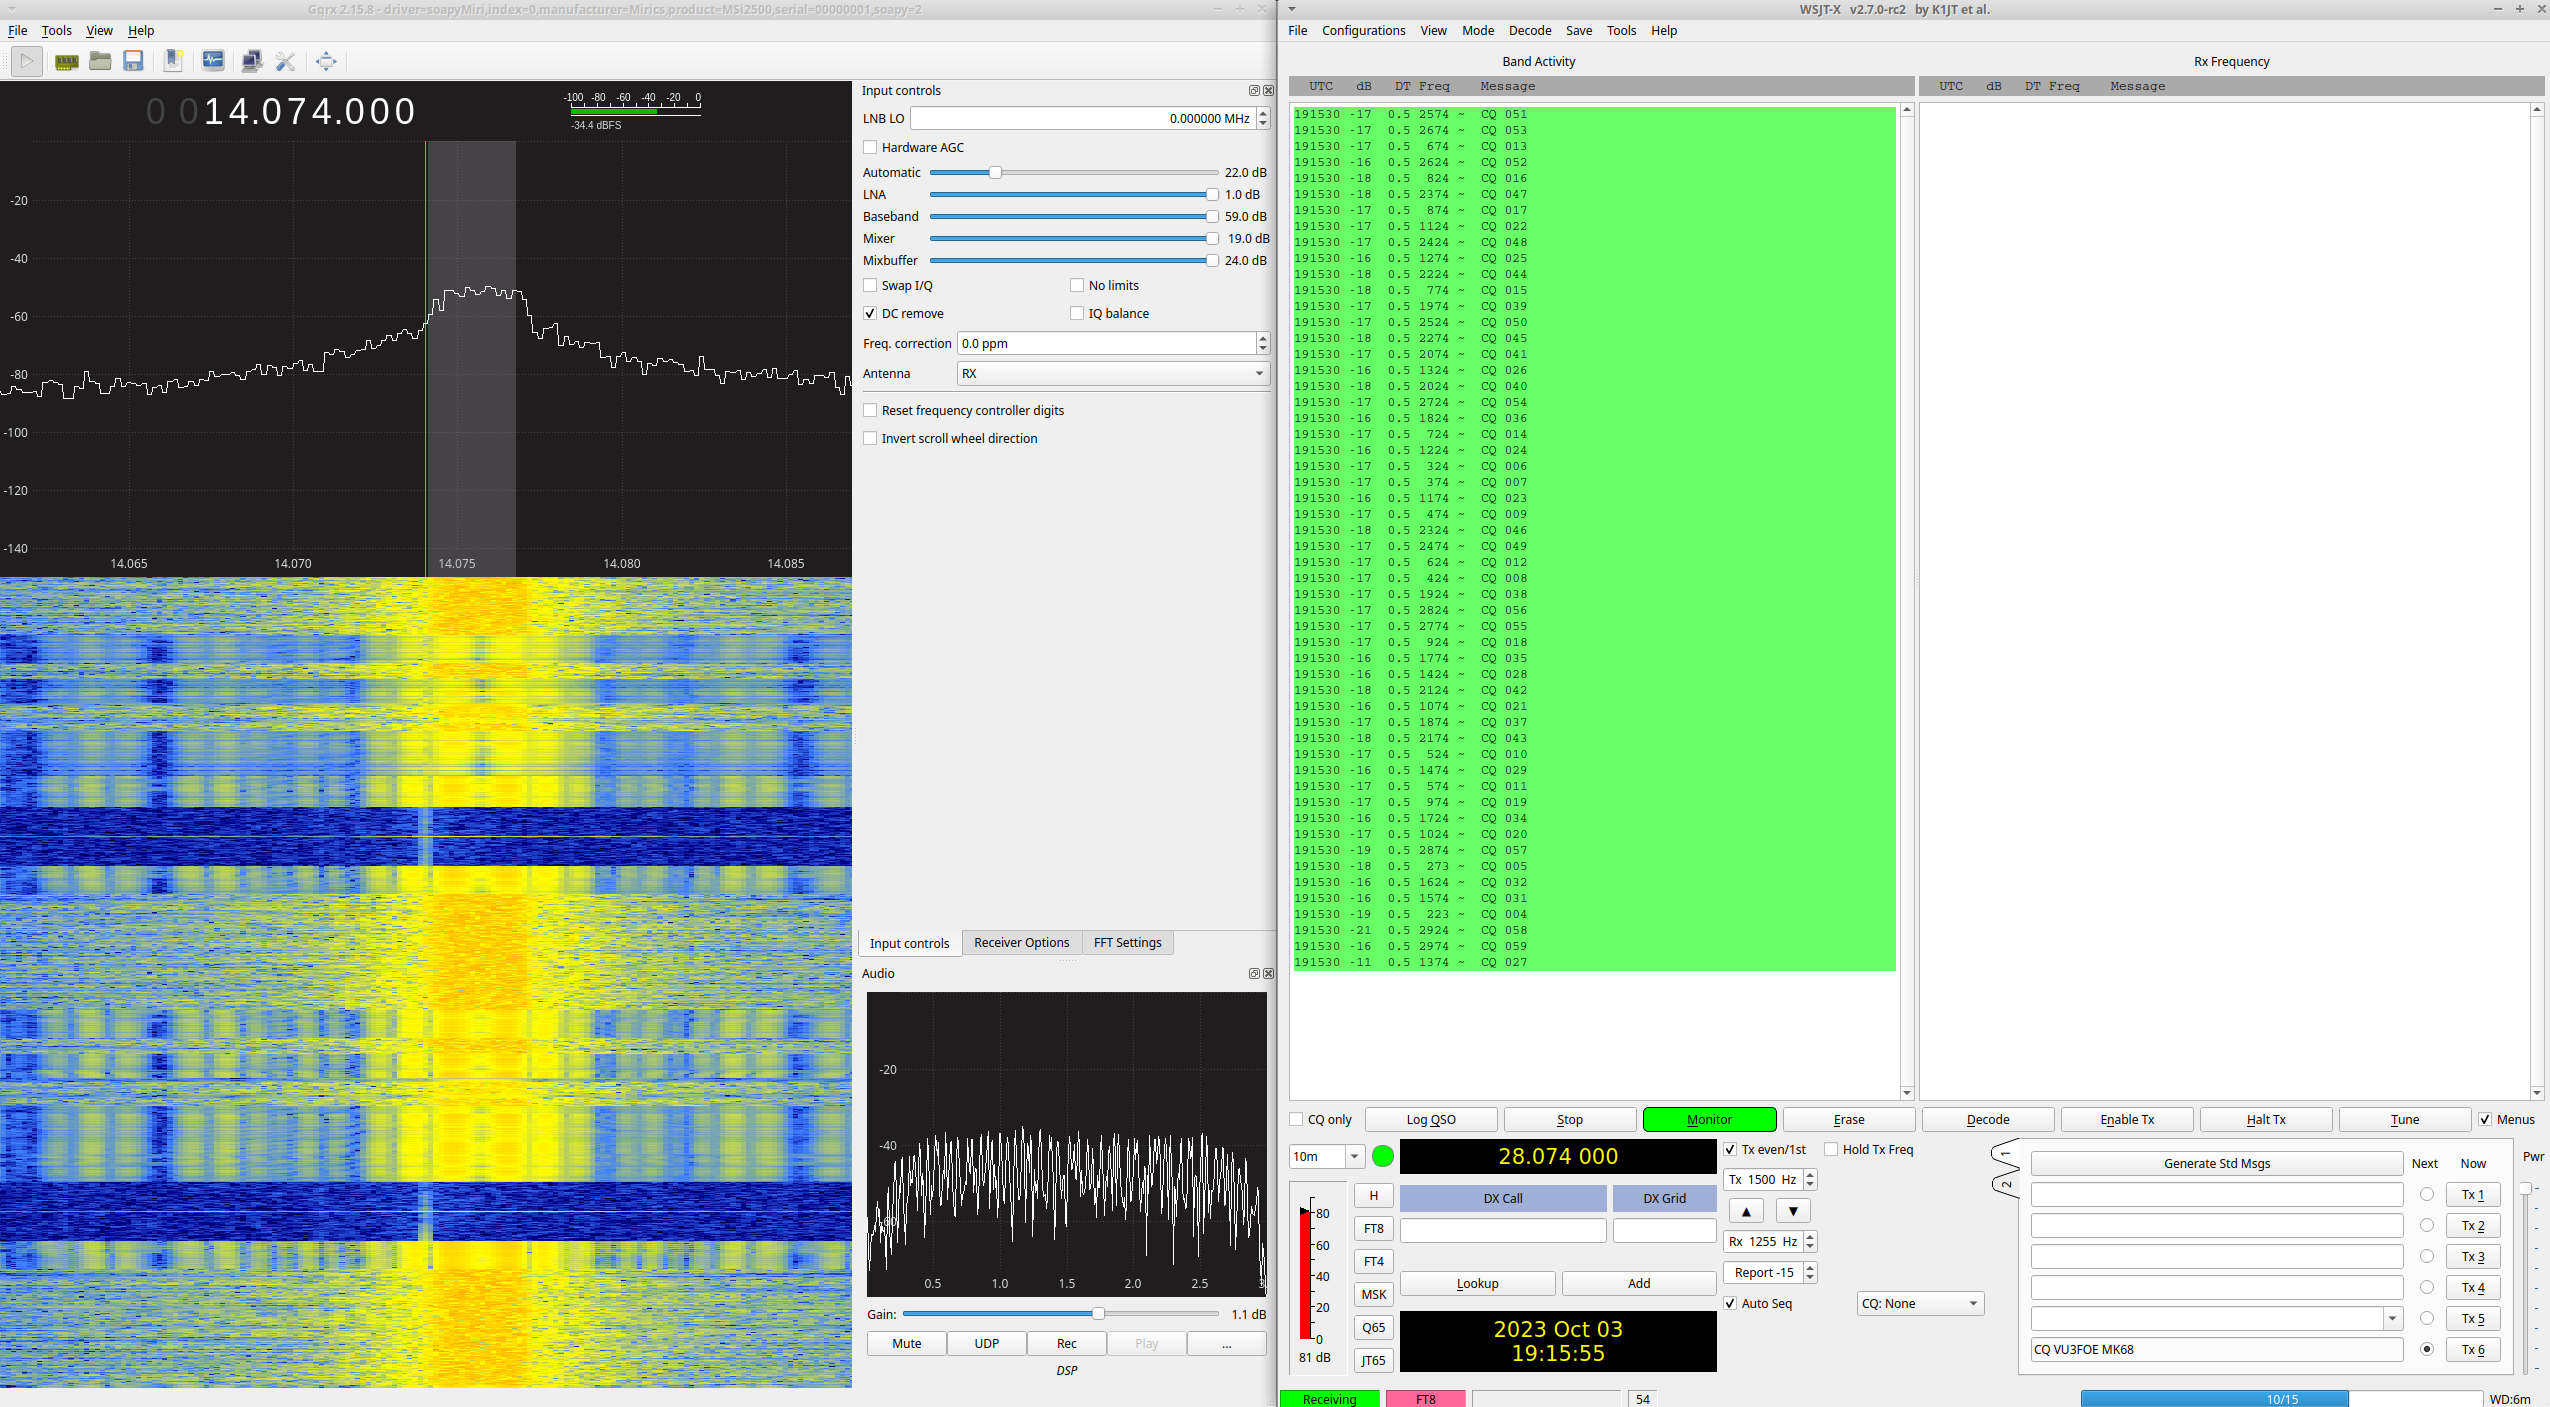 Gqrx 2.15.8 - driver=soapyMiri,index=0,manufacturer=Mirics,product=MSi2500,serial=00000001,soapy=2
File Tools View Help
0 014.074.000
-100 -80 -60 -40 -20 0
-34.4 dBFS
-20
-40
-60
-80
-100
-120
-140
14.065 14.070 14.075 14.080 14.085
Input controls
LNB LO 0.000000 MHz
Hardware AGC
Automatic 22.0 dB
LNA 1.0 dB
Baseband 59.0 dB
Mixer 19.0 dB
Mixbuffer 24.0 dB
Swap I/Q No limits
DC remove IQ balance
Freq. correction 0.0 ppm
Antenna RX
Reset frequency controller digits
Invert scroll wheel direction
Input controls Receiver Options FFT Settings
Audio
-20
-40
0.5 1.0 1.5 2.0 2.5
Gain: 1.1 dB
Mute UDP Rec Play ...
DSP
WSJT-X v2.7.0-rc2 by K1JT et al.
File Configurations View Mode Decode Save Tools Help
Band Activity
UTC dB DT Freq Message
191530 -17 0.5 2574 ~ CQ 051
191530 -17 0.5 2674 ~ CQ 053
191530 -17 0.5 674 ~ CQ 013
191530 -16 0.5 2624 ~ CQ 052
191530 -18 0.5 824 ~ CQ 016
191530 -18 0.5 2374 ~ CQ 047
191530 -17 0.5 874 ~ CQ 017
191530 -17 0.5 1124 ~ CQ 022
191530 -17 0.5 2424 ~ CQ 048
191530 -16 0.5 1274 ~ CQ 025
191530 -18 0.5 2224 ~ CQ 044
191530 -18 0.5 774 ~ CQ 015
191530 -17 0.5 1974 ~ CQ 039
191530 -17 0.5 2524 ~ CQ 050
191530 -18 0.5 2274 ~ CQ 045
191530 -17 0.5 2074 ~ CQ 041
191530 -16 0.5 1324 ~ CQ 026
191530 -18 0.5 2024 ~ CQ 040
191530 -17 0.5 2724 ~ CQ 054
191530 -16 0.5 1824 ~ CQ 036
191530 -17 0.5 724 ~ CQ 014
191530 -16 0.5 1224 ~ CQ 024
191530 -17 0.5 324 ~ CQ 006
191530 -17 0.5 374 ~ CQ 007
191530 -16 0.5 1174 ~ CQ 023
191530 -17 0.5 474 ~ CQ 009
191530 -18 0.5 2324 ~ CQ 046
191530 -17 0.5 2474 ~ CQ 049
191530 -17 0.5 624 ~ CQ 012
191530 -17 0.5 424 ~ CQ 008
191530 -17 0.5 1924 ~ CQ 038
191530 -17 0.5 2824 ~ CQ 056
191530 -17 0.5 2774 ~ CQ 055
191530 -17 0.5 924 ~ CQ 018
191530 -16 0.5 1774 ~ CQ 035
191530 -16 0.5 1424 ~ CQ 028
191530 -18 0.5 2124 ~ CQ 042
191530 -16 0.5 1074 ~ CQ 021
191530 -17 0.5 1874 ~ CQ 037
191530 -18 0.5 2174 ~ CQ 043
191530 -17 0.5 524 ~ CQ 010
191530 -16 0.5 1474 ~ CQ 029
191530 -17 0.5 574 ~ CQ 011
191530 -17 0.5 974 ~ CQ 019
191530 -16 0.5 1724 ~ CQ 034
191530 -17 0.5 1024 ~ CQ 020
191530 -19 0.5 2874 ~ CQ 057
191530 -18 0.5 273 ~ CQ 005
191530 -16 0.5 1624 ~ CQ 032
191530 -16 0.5 1574 ~ CQ 031
191530 -19 0.5 223 ~ CQ 004
191530 -21 0.5 2924 ~ CQ 058
191530 -16 0.5 2974 ~ CQ 059
191530 -11 0.5 1374 ~ CQ 027
Rx Frequency
UTC dB DT Freq Message
CQ only Log QSO Stop Monitor Erase Decode Enable Tx Halt Tx Tune Menus
10m 28.074 000 Tx even/1st Hold Tx Freq
Tx 1500 Hz
H DX Call DX Grid
FT8
FT4 Rx 1255 Hz
MSK Lookup Add Report -15
Q65 Auto Seq CQ: None
JT65 2023 Oct 03
19:15:55
80
60
40
20
0
81 dB
1
2
Generate Std Msgs Next Now Pwr
Tx 1
Tx 2
Tx 3
Tx 4
Tx 5
CQ VU3FOE MK68 Tx 6
Receiving FT8 54 10/15 WD:6m